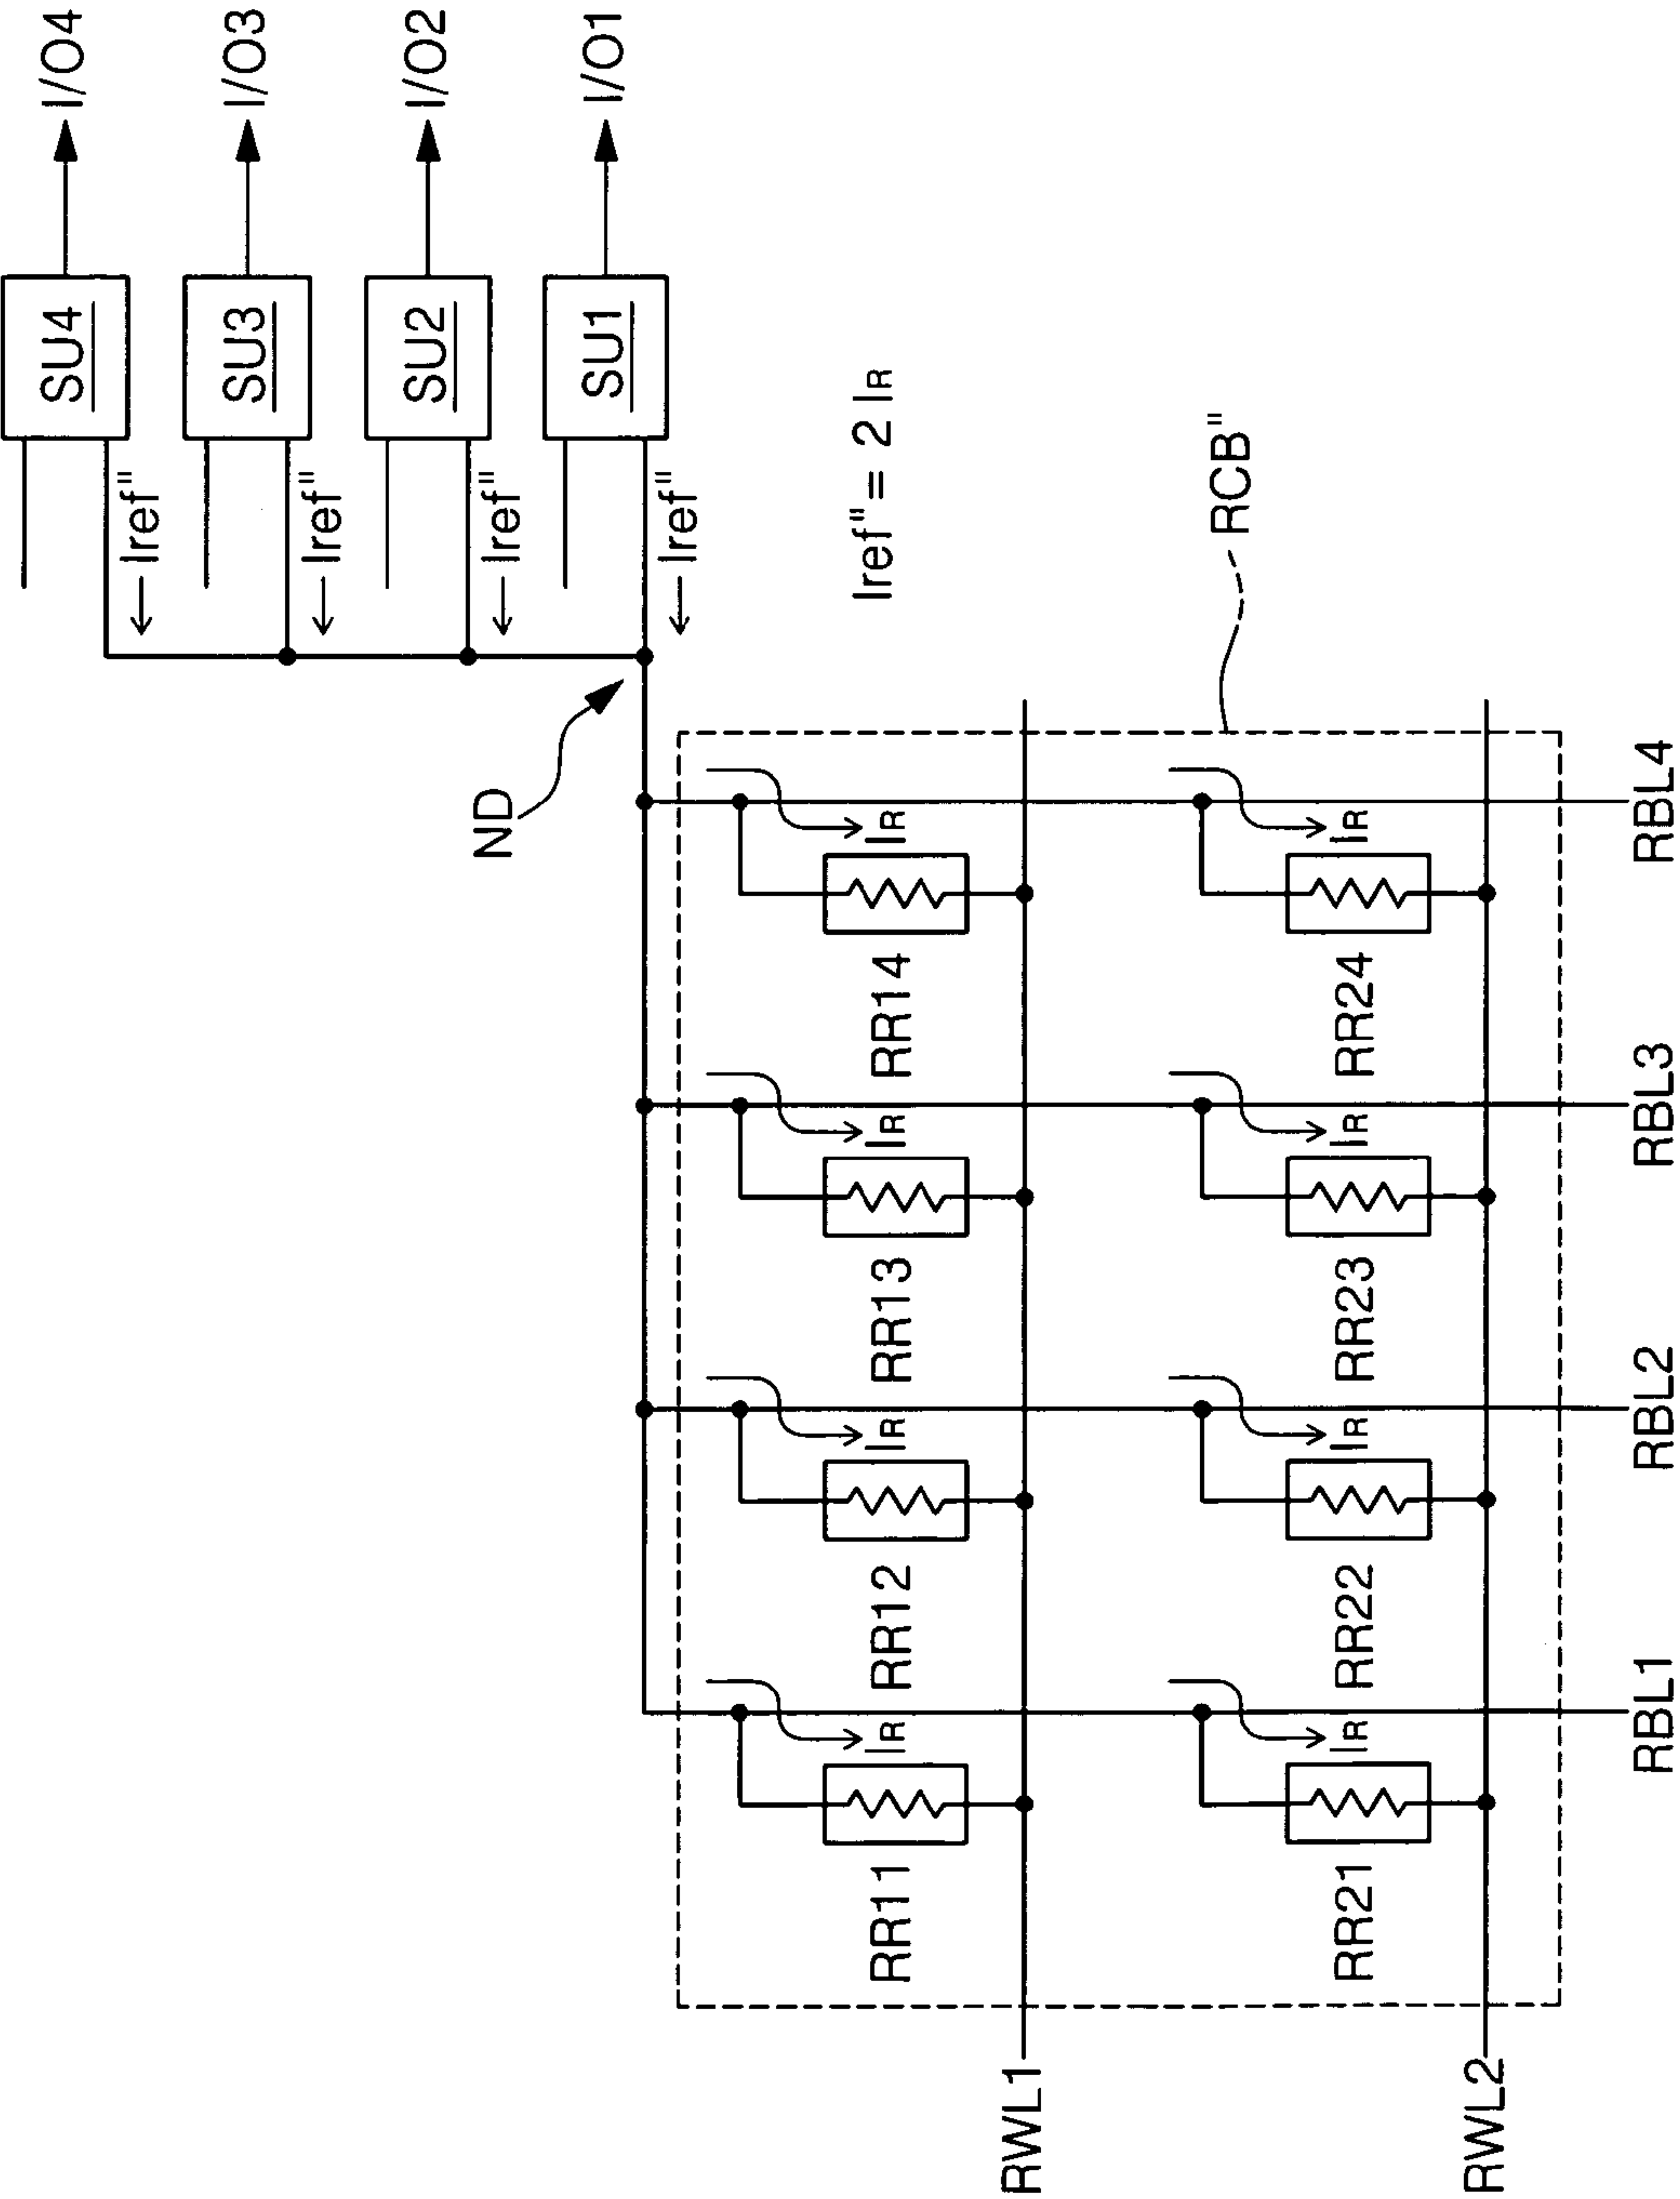 I/O4
I/O3
I/O2
I/O1
SU4
SU3
SU2
SU1
Iref"
Iref"
Iref"
Iref"
Iref" = 2 IR
ND
RCB"
IR
IR
IR
IR
RR11
RR12
RR13
RR14
RWL1
IR
IR
IR
IR
RR21
RR22
RR23
RR24
RWL2
RBL1
RBL2
RBL3
RBL4